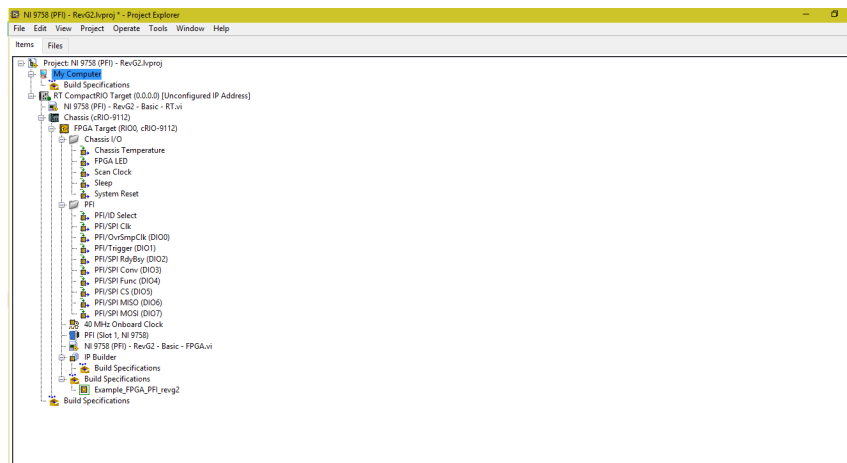 NI 9758 (PFI) - RevG2.lvproj * - Project Explorer
File Edit View Project Operate Tools Window Help
Items Files
Project: NI 9758 (PFI) - RevG2.lvproj
My Computer
Build Specifications
RT CompactRIO Target (0.0.0.0) [Unconfigured IP Address]
NI 9758 (PFI) - RevG2 - Basic - RT.vi
Chassis (cRIO-9112)
FPGA Target (RIO0, cRIO-9112)
Chassis I/O
Chassis Temperature
FPGA LED
Scan Clock
Sleep
System Reset
PFI
PFI/ID Select
PFI/SPI Clk
PFI/OvrSmpClk (DIO0)
PFI/Trigger (DIO1)
PFI/SPI RdyBsy (DIO2)
PFI/SPI Conv (DIO3)
PFI/SPI Func (DIO4)
PFI/SPI CS (DIO5)
PFI/SPI MISO (DIO6)
PFI/SPI MOSI (DIO7)
40 MHz Onboard Clock
PFI (Slot 1, NI 9758)
NI 9758 (PFI) - RevG2 - Basic - FPGA.vi
IP Builder
Build Specifications
Build Specifications
Example_FPGA_PFI_revg2
Build Specifications